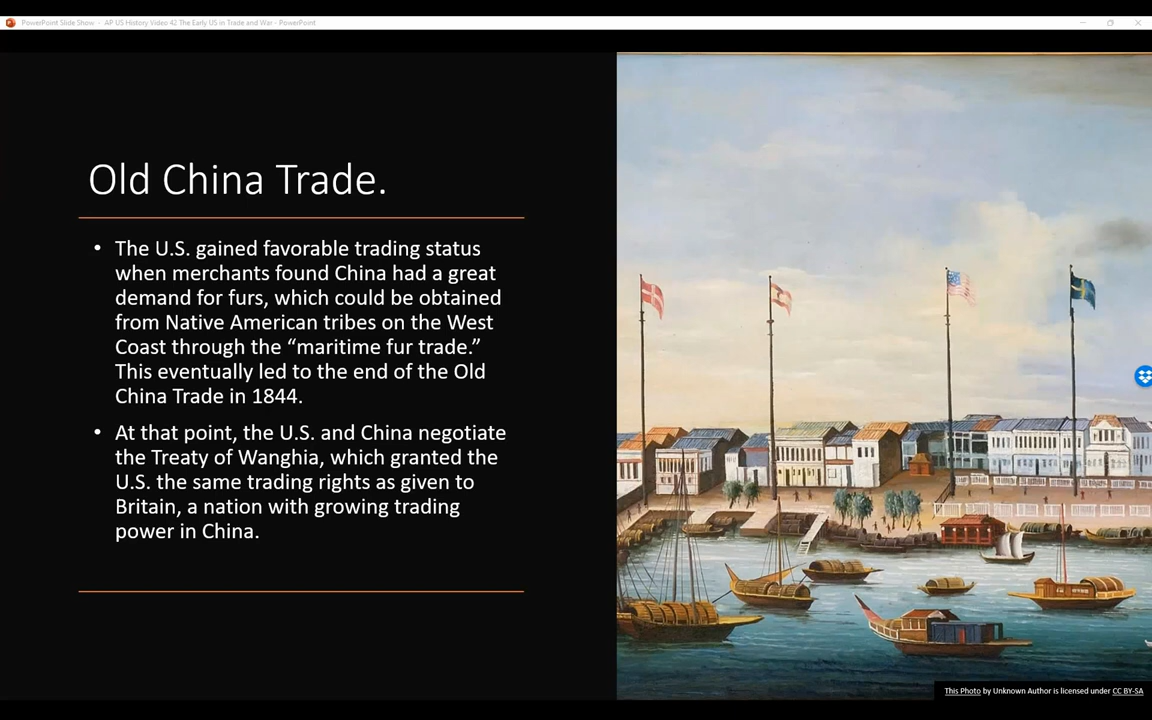 PowerPoint Slide Show - AP US History Video 42 The Early US in Trade and War - PowerPoint
Old China Trade.
• The U.S. gained favorable trading status
when merchants found China had a great
demand for furs, which could be obtained
from Native American tribes on the West
Coast through the “maritime fur trade.”
This eventually led to the end of the Old
China Trade in 1844.
• At that point, the U.S. and China negotiate
the Treaty of Wanghia, which granted the
U.S. the same trading rights as given to
Britain, a nation with growing trading
power in China.
This Photo by Unknown Author is licensed under CC BY-SA